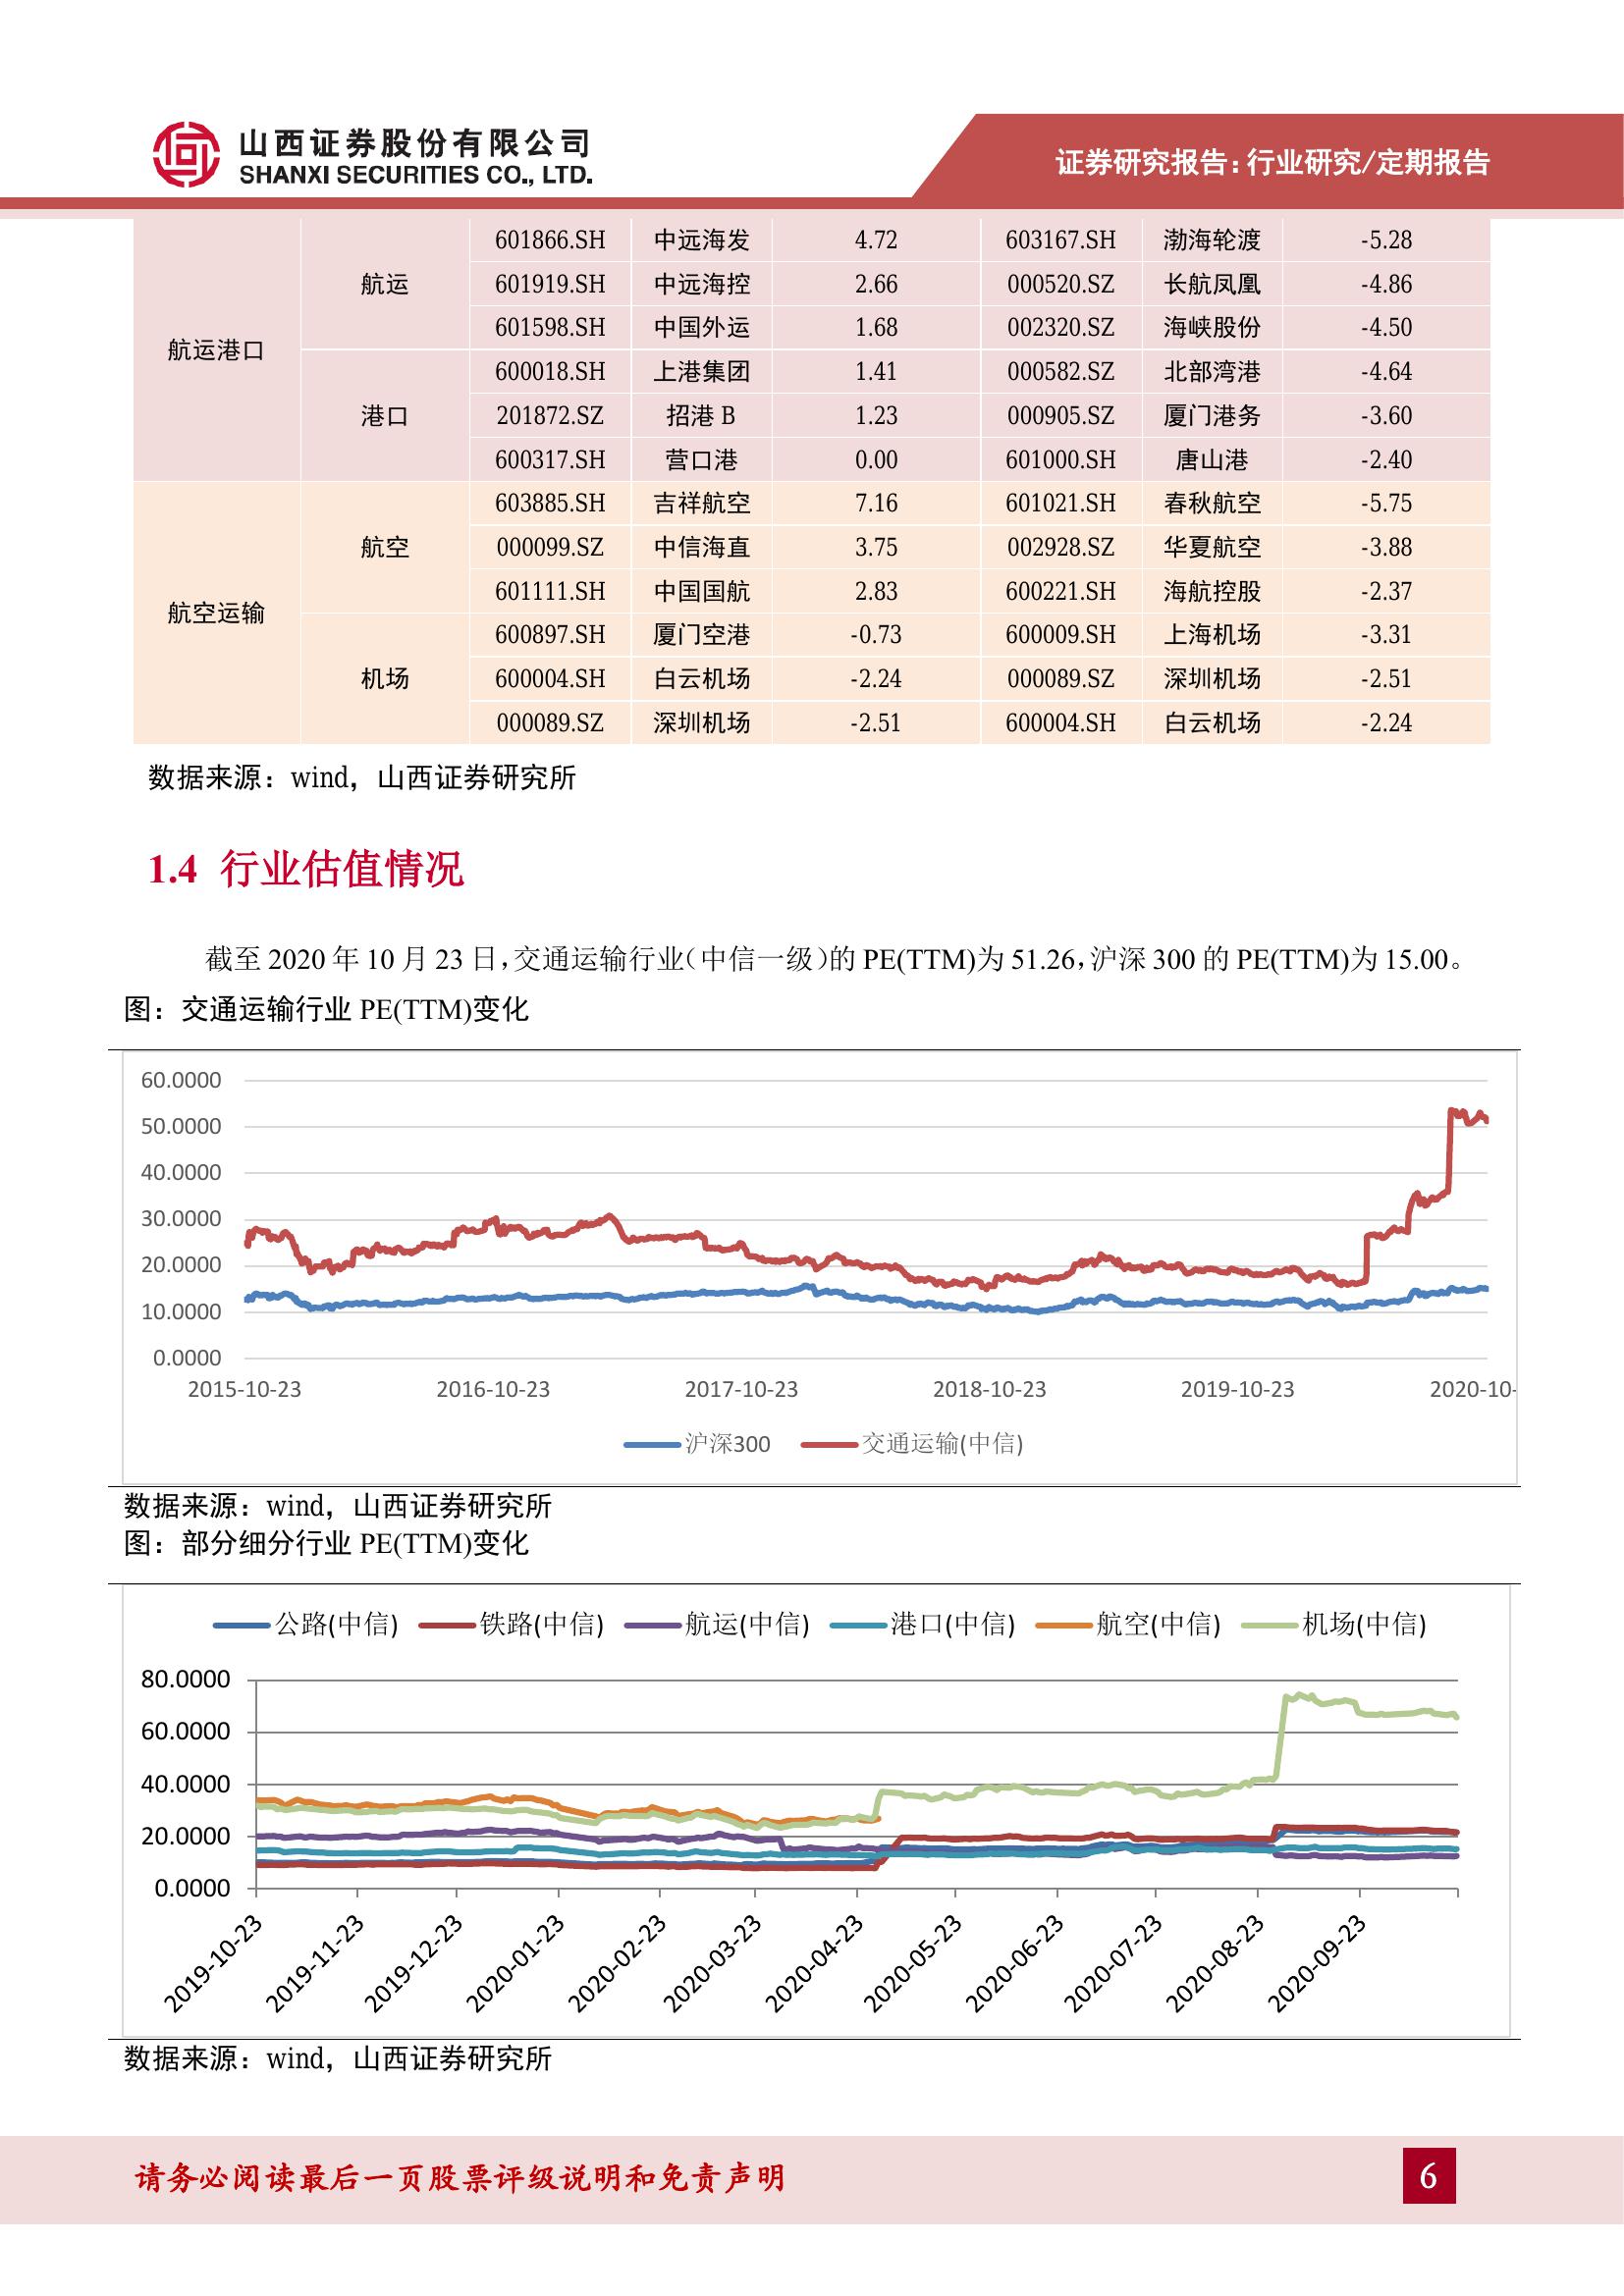 山西证券股份有限公司
SHANXI SECURITIES CO., LTD.
证券研究报告：行业研究/定期报告
航运港口 航运 601866.SH 中远海发 4.72 603167.SH 渤海轮渡 -5.28
601919.SH 中远海控 2.66 000520.SZ 长航凤凰 -4.86
601598.SH 中国外运 1.68 002320.SZ 海峡股份 -4.50
港口 600018.SH 上港集团 1.41 000582.SZ 北部湾港 -4.64
201872.SZ 招港 B 1.23 000905.SZ 厦门港务 -3.60
600317.SH 营口港 0.00 601000.SH 唐山港 -2.40
航空运输 航空 603885.SH 吉祥航空 7.16 601021.SH 春秋航空 -5.75
000099.SZ 中信海直 3.75 002928.SZ 华夏航空 -3.88
601111.SH 中国国航 2.83 600221.SH 海航控股 -2.37
机场 600897.SH 厦门空港 -0.73 600009.SH 上海机场 -3.31
600004.SH 白云机场 -2.24 000089.SZ 深圳机场 -2.51
000089.SZ 深圳机场 -2.51 600004.SH 白云机场 -2.24
数据来源：wind，山西证券研究所
1.4 行业估值情况
截至 2020 年 10 月 23 日，交通运输行业（中信一级）的 PE(TTM)为 51.26，沪深 300 的 PE(TTM)为 15.00。
图：交通运输行业 PE(TTM)变化
60.0000
50.0000
40.0000
30.0000
20.0000
10.0000
0.0000
2015-10-23 2016-10-23 2017-10-23 2018-10-23 2019-10-23 2020-10-
沪深300 交通运输(中信)
数据来源：wind，山西证券研究所
图：部分细分行业 PE(TTM)变化
公路(中信) 铁路(中信) 航运(中信) 港口(中信) 航空(中信) 机场(中信)
80.0000
60.0000
40.0000
20.0000
0.0000
2019-10-23 2019-11-23 2019-12-23 2020-01-23 2020-02-23 2020-03-23 2020-04-23 2020-05-23 2020-06-23 2020-07-23 2020-08-23 2020-09-23
数据来源：wind，山西证券研究所
请务必阅读最后一页股票评级说明和免责声明
6